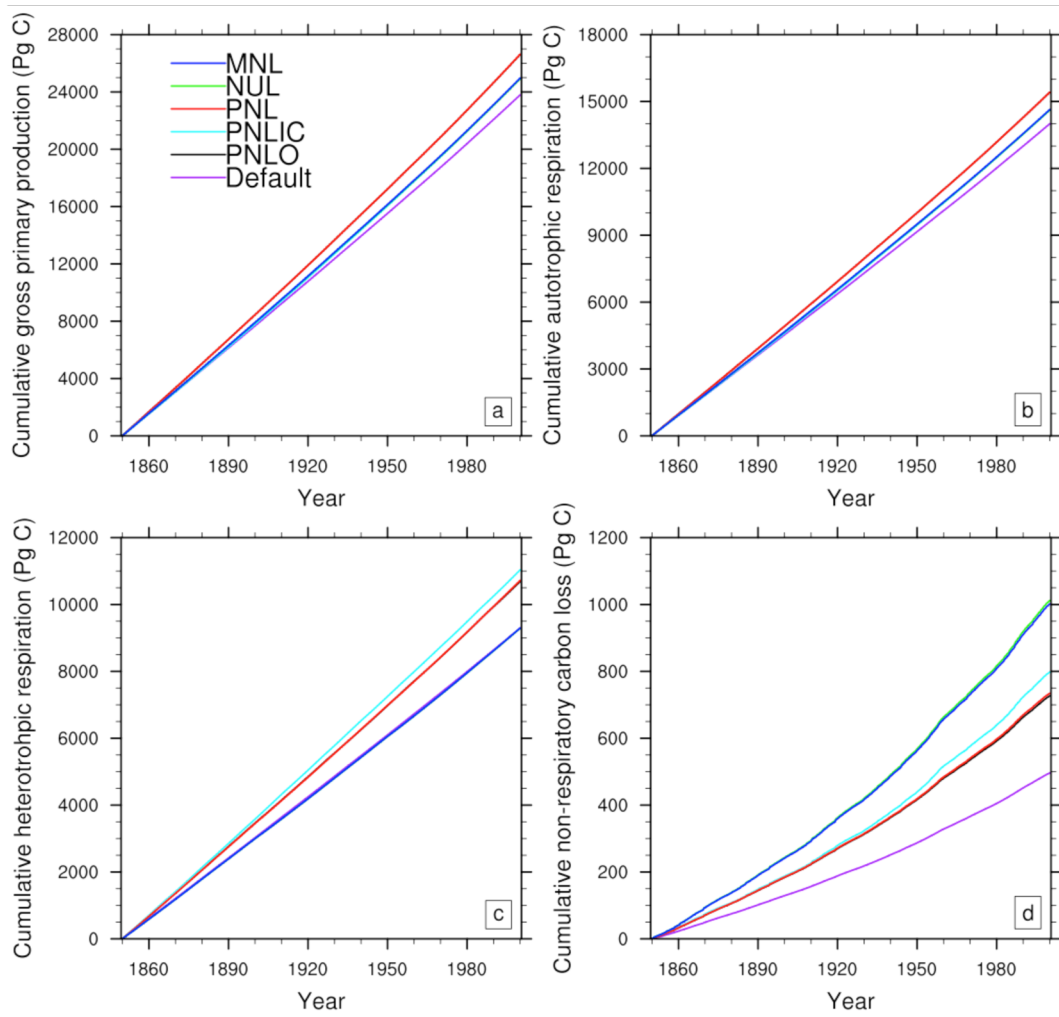 Cumulative gross primary production (Pg C)
28000
24000
20000
16000
12000
8000
4000
0
MNL
NUL
PNL
PNLIC
PNLO
Default
a
1860 1890 1920 1950 1980
Year
Cumulative autotrophic respiration (Pg C)
18000
15000
12000
9000
6000
3000
0
b
1860 1890 1920 1950 1980
Year
Cumulative heterotrohpic respiration (Pg C)
12000
10000
8000
6000
4000
2000
0
c
1860 1890 1920 1950 1980
Year
Cumulative non-respiratory carbon loss (Pg C)
1200
1000
800
600
400
200
0
d
1860 1890 1920 1950 1980
Year